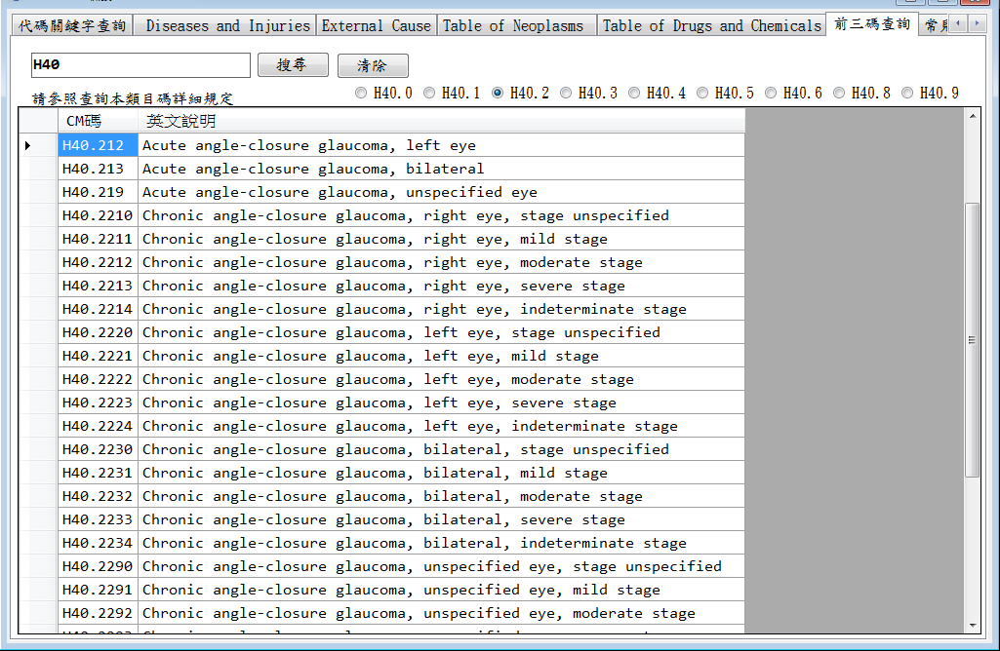 代碼關鍵字查詢 Diseases and Injuries External Cause Table of Neoplasms Table of Drugs and Chemicals 前三碼查詢
H40 搜尋 清除
請參照查詢本類目碼詳細規定 H40.0 H40.1 H40.2 H40.3 H40.4 H40.5 H40.6 H40.8 H40.9
CM碼 英文說明
H40.212 Acute angle-closure glaucoma, left eye
H40.213 Acute angle-closure glaucoma, bilateral
H40.219 Acute angle-closure glaucoma, unspecified eye
H40.2210 Chronic angle-closure glaucoma, right eye, stage unspecified
H40.2211 Chronic angle-closure glaucoma, right eye, mild stage
H40.2212 Chronic angle-closure glaucoma, right eye, moderate stage
H40.2213 Chronic angle-closure glaucoma, right eye, severe stage
H40.2214 Chronic angle-closure glaucoma, right eye, indeterminate stage
H40.2220 Chronic angle-closure glaucoma, left eye, stage unspecified
H40.2221 Chronic angle-closure glaucoma, left eye, mild stage
H40.2222 Chronic angle-closure glaucoma, left eye, moderate stage
H40.2223 Chronic angle-closure glaucoma, left eye, severe stage
H40.2224 Chronic angle-closure glaucoma, left eye, indeterminate stage
H40.2230 Chronic angle-closure glaucoma, bilateral, stage unspecified
H40.2231 Chronic angle-closure glaucoma, bilateral, mild stage
H40.2232 Chronic angle-closure glaucoma, bilateral, moderate stage
H40.2233 Chronic angle-closure glaucoma, bilateral, severe stage
H40.2234 Chronic angle-closure glaucoma, bilateral, indeterminate stage
H40.2290 Chronic angle-closure glaucoma, unspecified eye, stage unspecified
H40.2291 Chronic angle-closure glaucoma, unspecified eye, mild stage
H40.2292 Chronic angle-closure glaucoma, unspecified eye, moderate stage